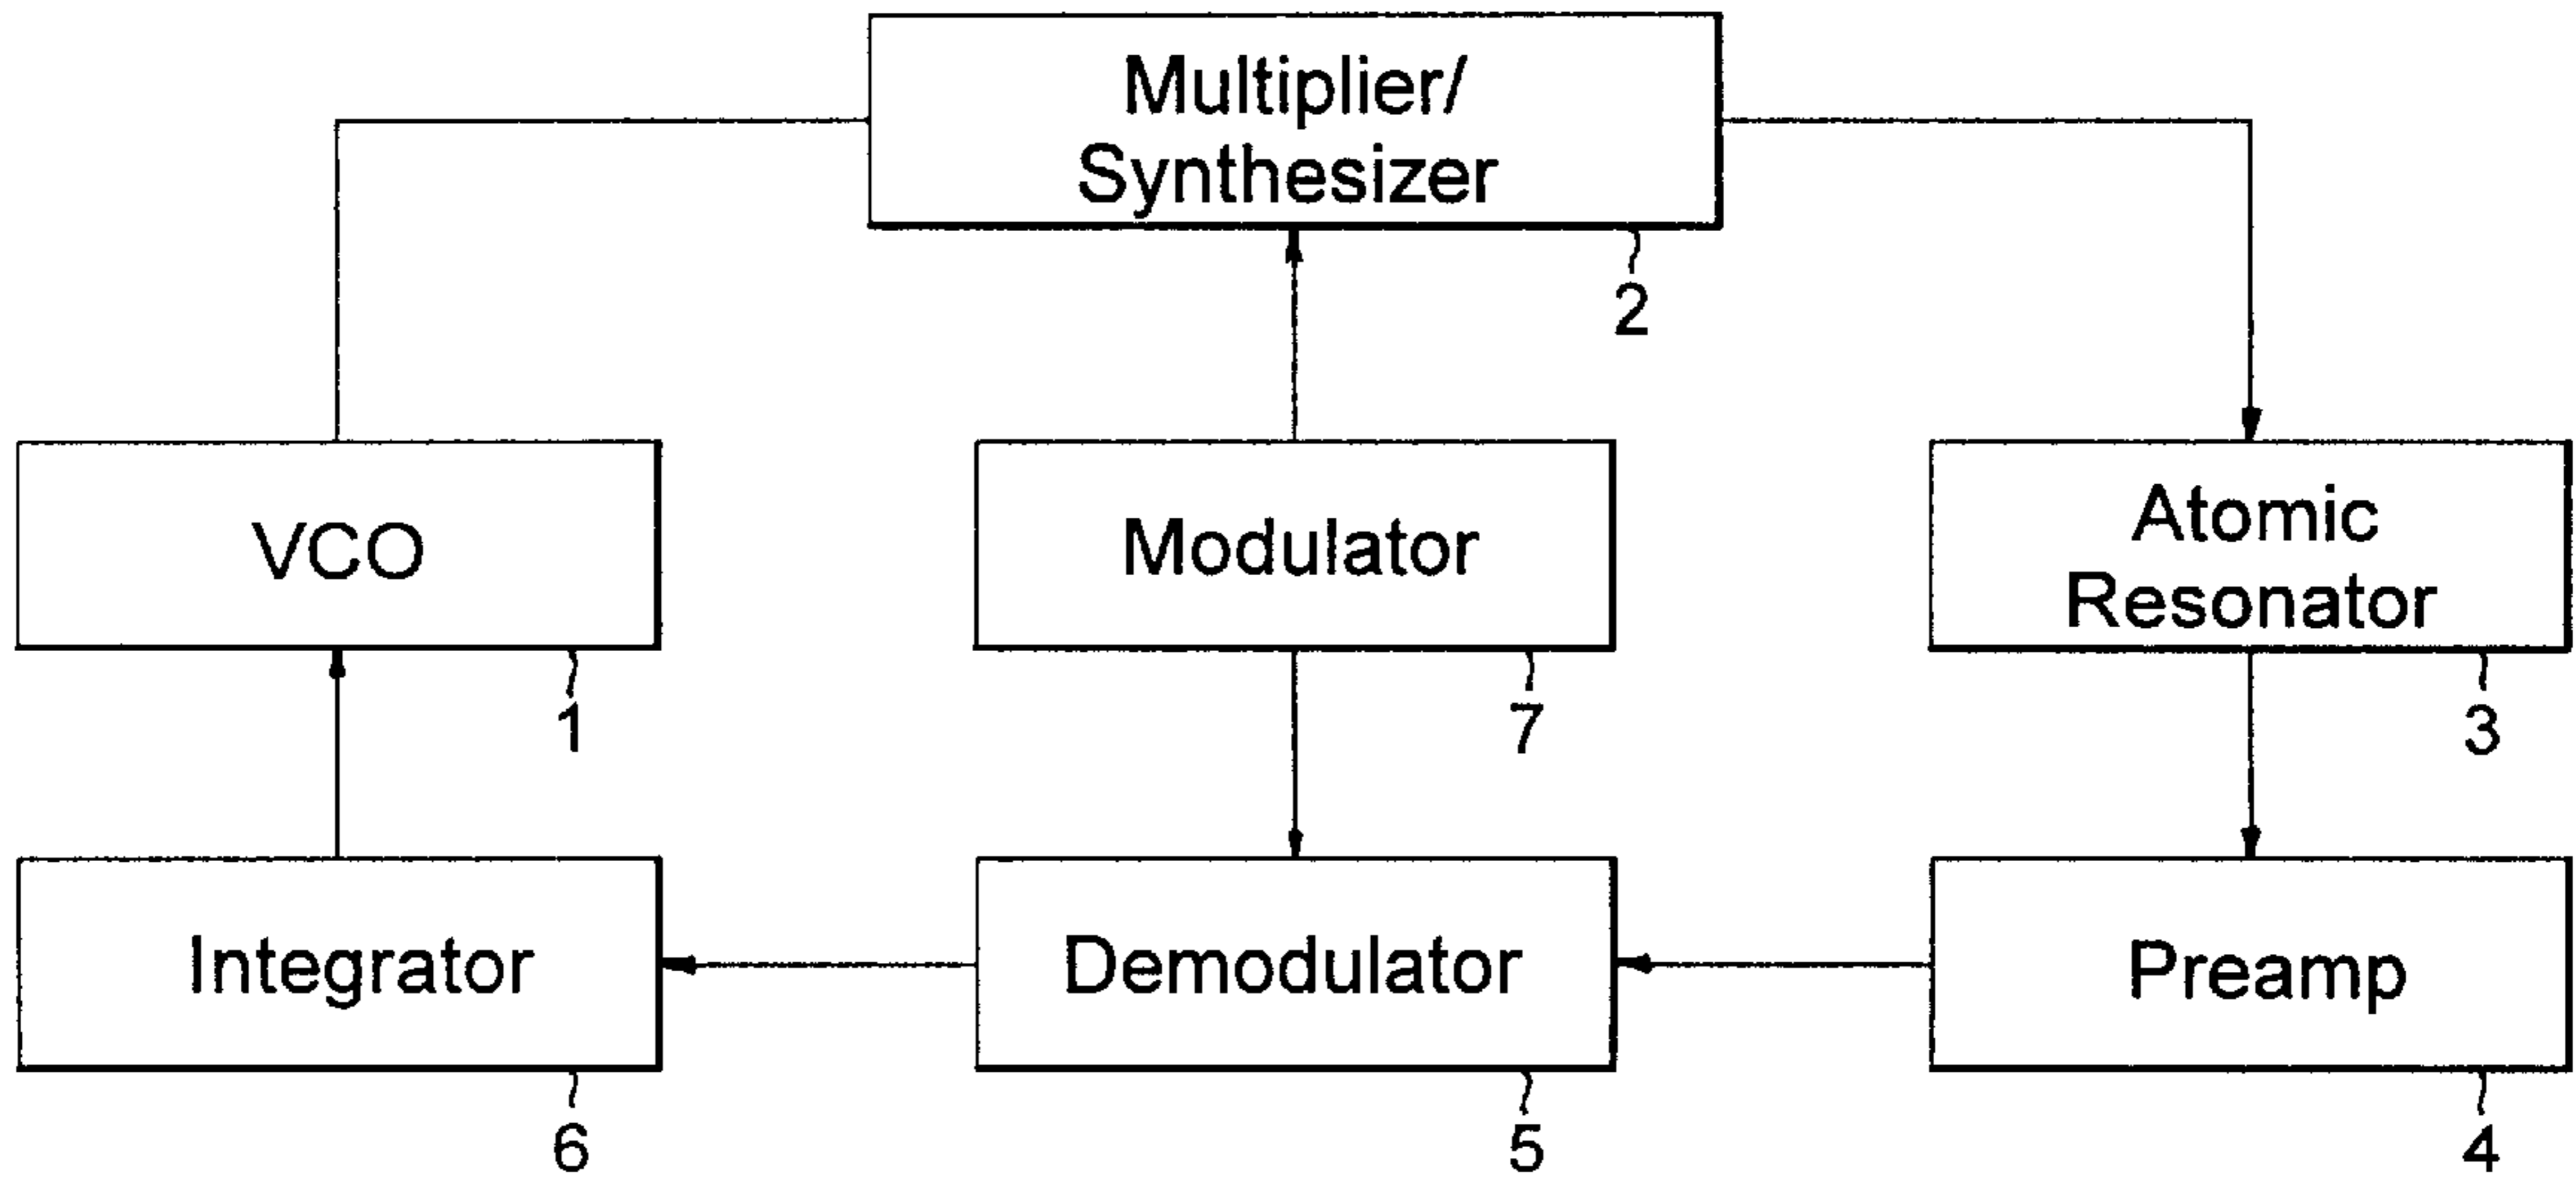 Multiplier/
Synthesizer
2
VCO
1
Modulator
7
Atomic
Resonator
3
Integrator
6
Demodulator
5
Preamp
4